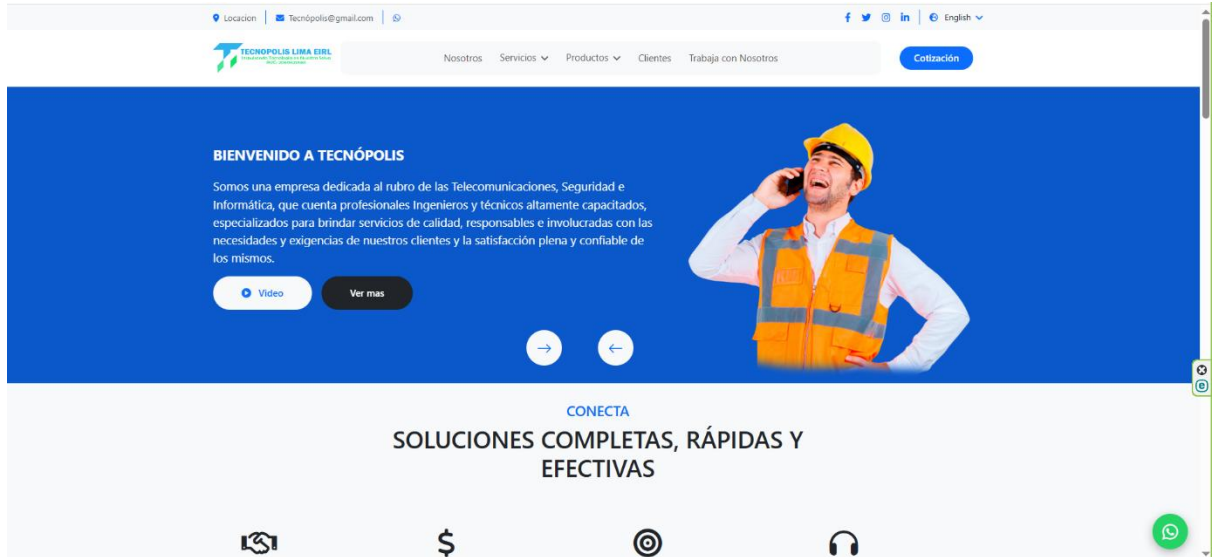 Locacion
Tecnópolis@gmail.com
English
TECNOPOLIS LIMA EIRL
Nosotros Servicios Productos Clientes Trabaja con Nosotros
Cotización
BIENVENIDO A TECNÓPOLIS
Somos una empresa dedicada al rubro de las Telecomunicaciones, Seguridad e
Informática, que cuenta profesionales Ingenieros y técnicos altamente capacitados,
especializados para brindar servicios de calidad, responsables e involucradas con las
necesidades y exigencias de nuestros clientes y la satisfacción plena y confiable de
los mismos.
Video
Ver mas
CONECTA
SOLUCIONES COMPLETAS, RÁPIDAS Y
EFECTIVAS